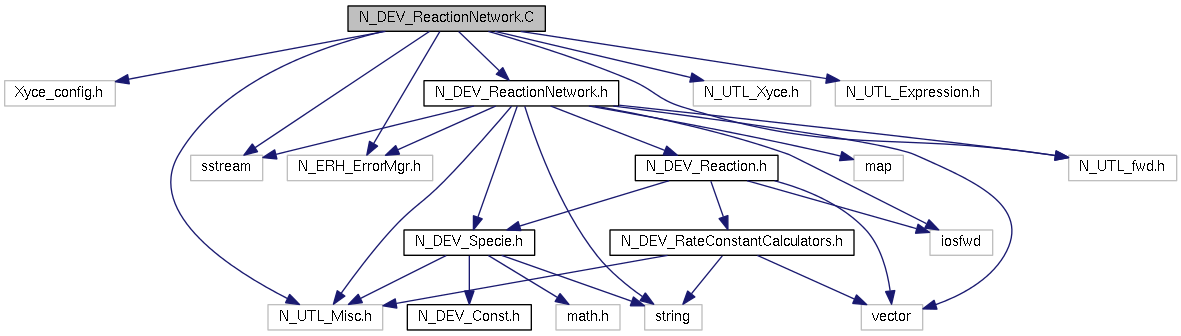 N_DEV_ReactionNetwork.C
Xyce_config.h
N_DEV_ReactionNetwork.h
N_UTL_Xyce.h
N_UTL_Expression.h
sstream
N_ERH_ErrorMgr.h
N_DEV_Reaction.h
map
N_UTL_fwd.h
N_DEV_Specie.h
N_DEV_RateConstantCalculators.h
iosfwd
N_UTL_Misc.h
N_DEV_Const.h
math.h
string
vector